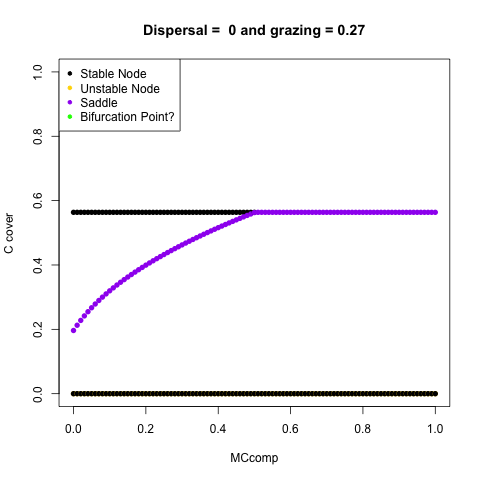 Dispersal =  0 and grazing = 0.27
Stable Node
Unstable Node
Saddle
Bifurcation Point?
C cover
1.0
0.8
0.6
0.4
0.2
0.0
0.0 0.2 0.4 0.6 0.8 1.0
MCcomp